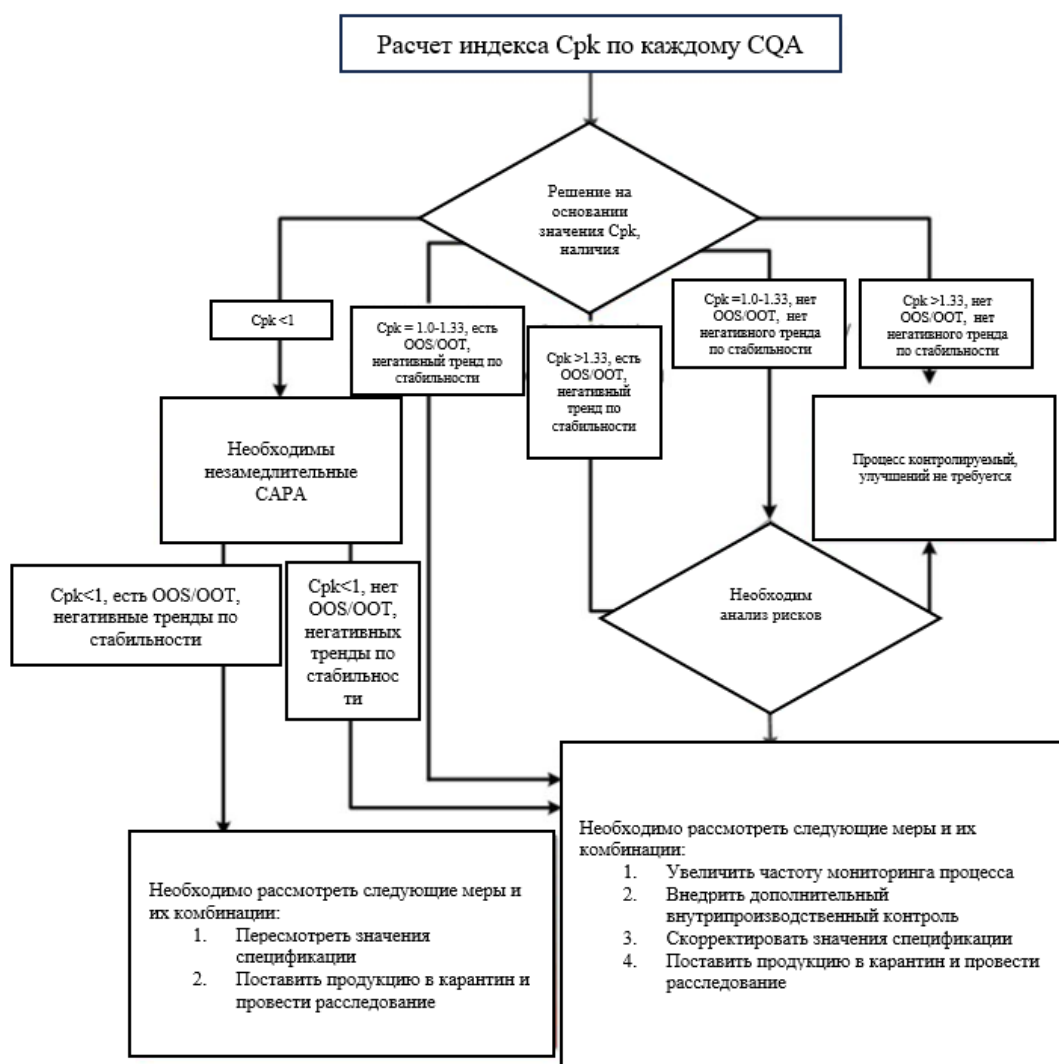 Расчет индекса Cpk по каждому CQA
Решение на
основании
значения Cpk,
наличия
Cpk <1
Cpk = 1.0-1.33, есть
OOS/OOT,
негативный тренд по
стабильности
Cpk >1.33, есть
OOS/OOT,
негативный
тренд по
стабильности
Cpk =1.0-1.33, нет
OOS/OOT, нет
негативного тренда
по стабильности
Cpk >1.33, нет
OOS/OOT, нет
негативного тренда
по стабильности
Необходимы
незамедлительные
CAPA
Процесс контролируемый,
улучшений не требуется
Cpk<1, есть OOS/OOT,
негативные тренды по
стабильности
Cpk<1, нет
OOS/OOT,
негативных
тренды по
стабильнос
ти
Необходим
анализ рисков
Необходимо рассмотреть следующие меры и
их комбинации:
1. Пересмотреть значения
спецификации
2. Поставить продукцию в карантин и
провести расследование
Необходимо рассмотреть следующие меры и их
комбинации:
1. Увеличить частоту мониторинга процесса
2. Внедрить дополнительный
внутрипроизводственный контроль
3. Скорректировать значения спецификации
4. Поставить продукцию в карантин и провести
расследование